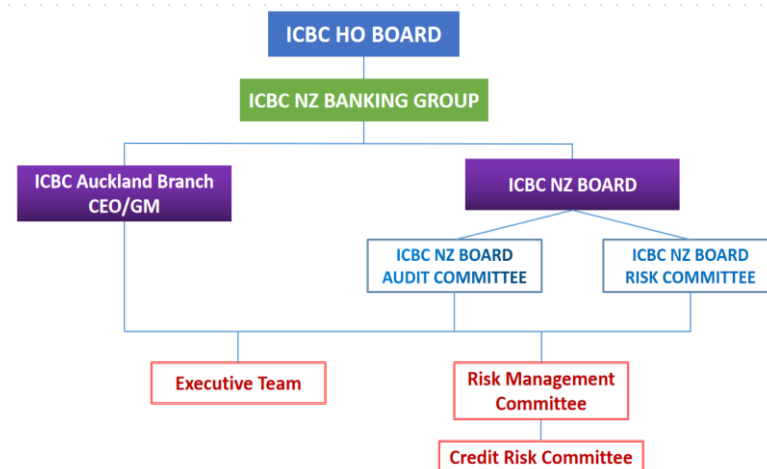 ICBC HO BOARD
ICBC NZ BANKING GROUP
ICBC Auckland Branch
CEO/GM
ICBC NZ BOARD
ICBC NZ BOARD
AUDIT COMMITTEE
ICBC NZ BOARD
RISK COMMITTEE
Executive Team
Risk Management
Committee
Credit Risk Committee